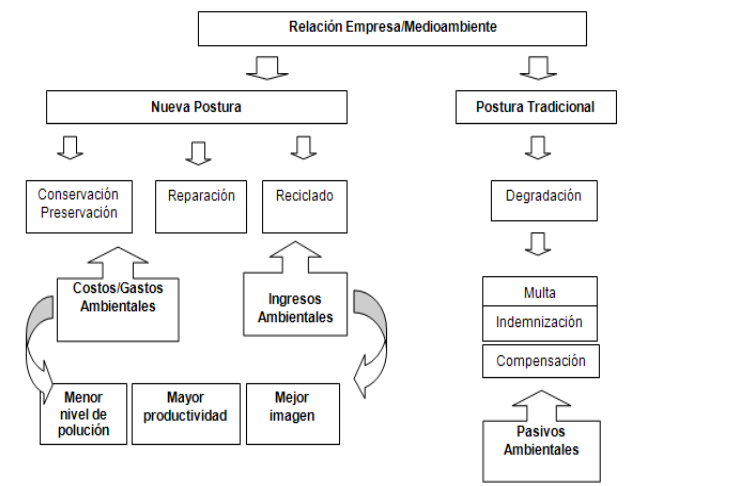 Relación Empresa/Medioambiente
Nueva Postura
Postura Tradicional
Conservación
Preservación
Reparación
Reciclado
Degradación
Costos/Gastos
Ambientales
Ingresos
Ambientales
Multa
Indemnización
Compensación
Menor
nivel de
polución
Mayor
productividad
Mejor
imagen
Pasivos
Ambientales